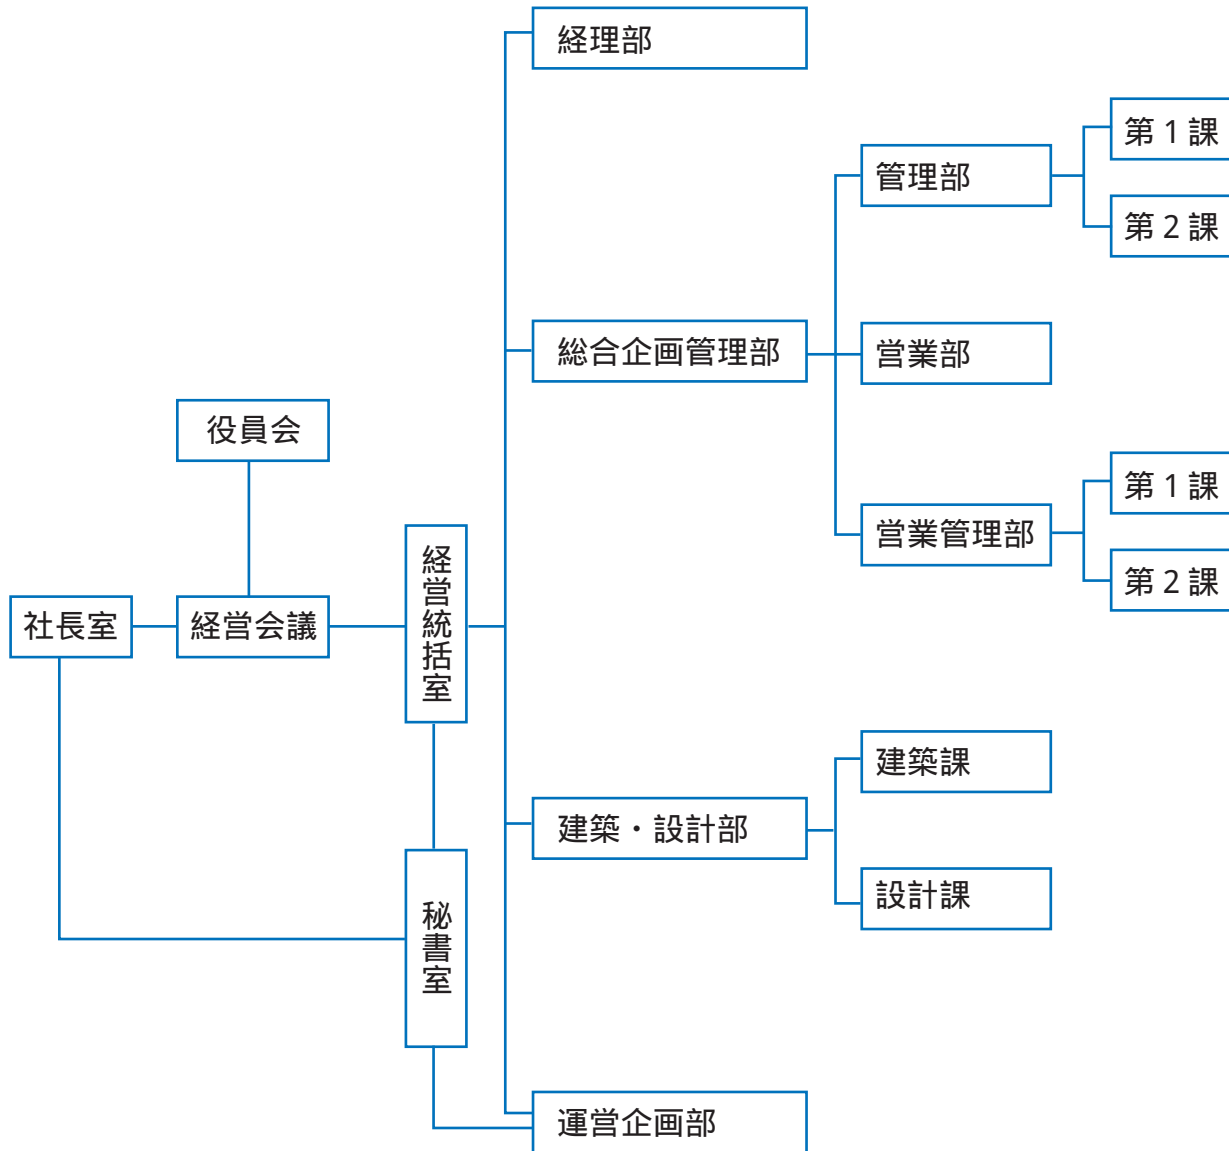 経理部
第 1 課
管理部
第 2 課
総合企画管理部
営業部
役員会
第 1 課
営業管理部
経営統括室
第 2 課
社長室
経営会議
建築課
建築・設計部
設計課
秘書室
運営企画部